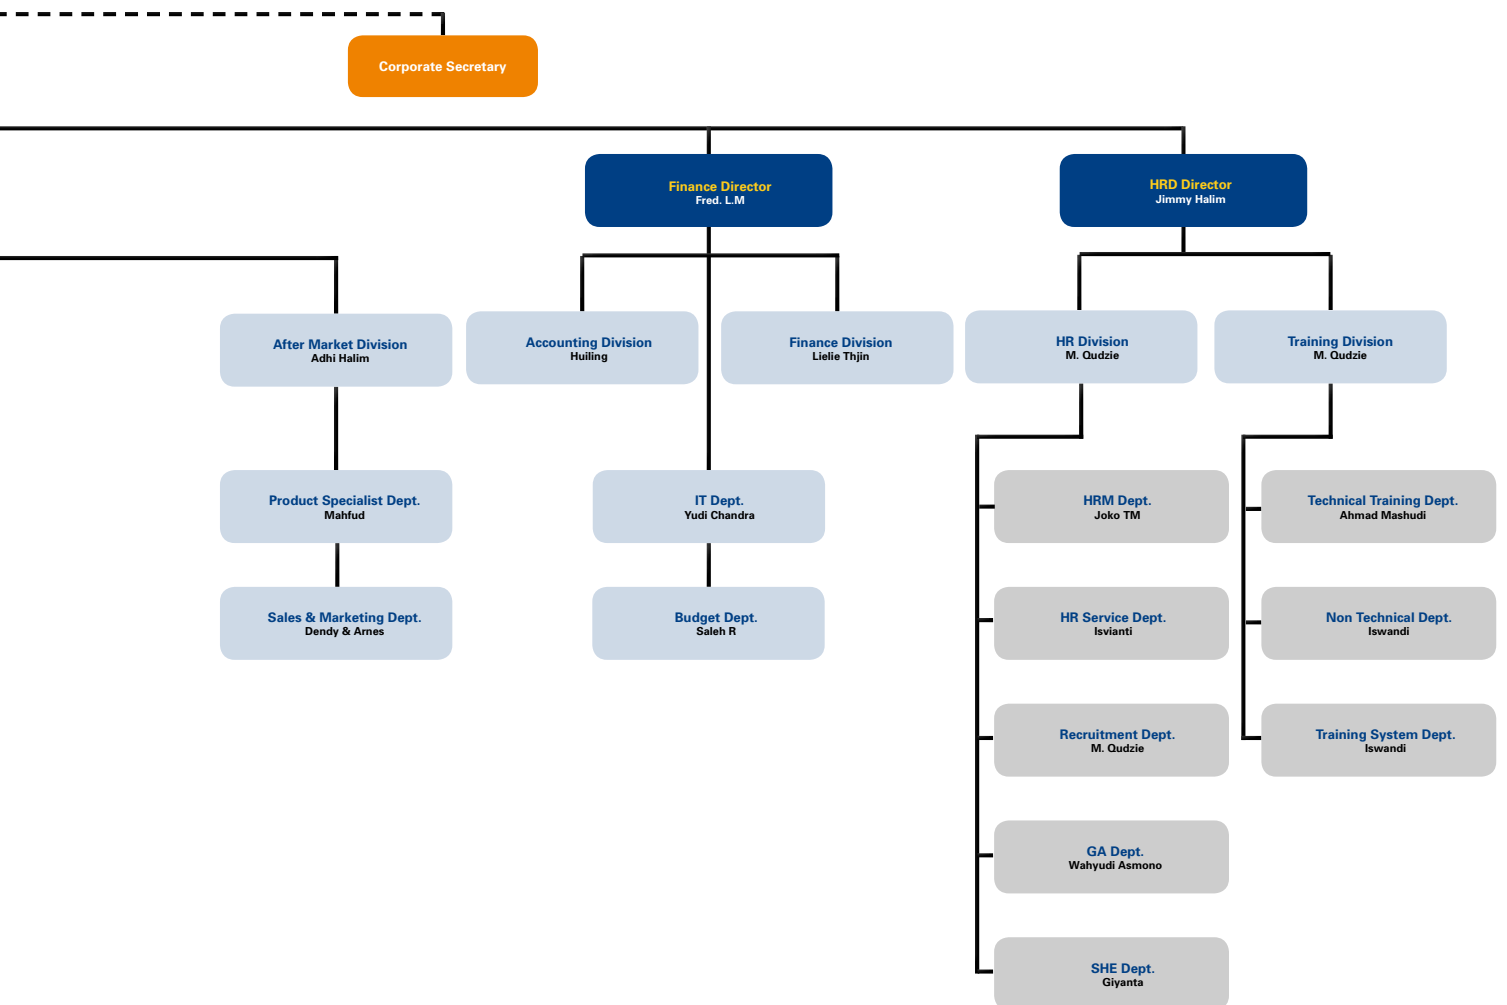 Corporate Secretary
Finance Director
Fred. L.M
HRD Director
Jimmy Halim
After Market Division
Adhi Halim
Accounting Division
Huiling
Finance Division
Lielie Thjin
HR Division
M. Qudzie
Training Division
M. Qudzie
Product Specialist Dept.
Mahfud
IT Dept.
Yudi Chandra
HRM Dept.
Joko TM
Technical Training Dept.
Ahmad Mashudi
Sales & Marketing Dept.
Dendy & Arnes
Budget Dept.
Saleh R
HR Service Dept.
Isvianti
Non Technical Dept.
Iswandi
Recruitment Dept.
M. Qudzie
Training System Dept.
Iswandi
GA Dept.
Wahyudi Asmono
SHE Dept.
Giyanta